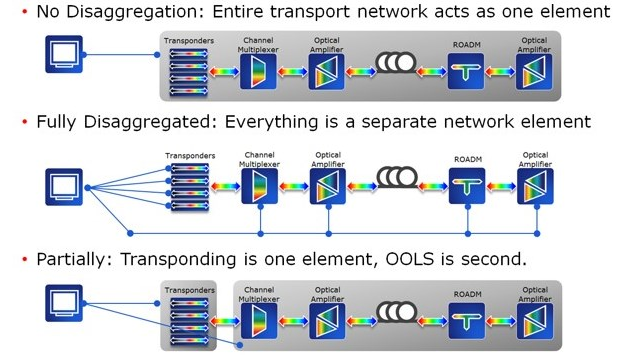 • No Disaggregation: Entire transport network acts as one element
Transponders
Channel
Multiplexer
Optical
Amplifier
ROADM
Optical
Amplifier
• Fully Disaggregated: Everything is a separate network element
Transponders
Channel
Multiplexer
Optical
Amplifier
ROADM
Optical
Amplifier
• Partially: Transponding is one element, OOLS is second.
Transponders
Channel
Multiplexer
Optical
Amplifier
ROADM
Optical
Amplifier